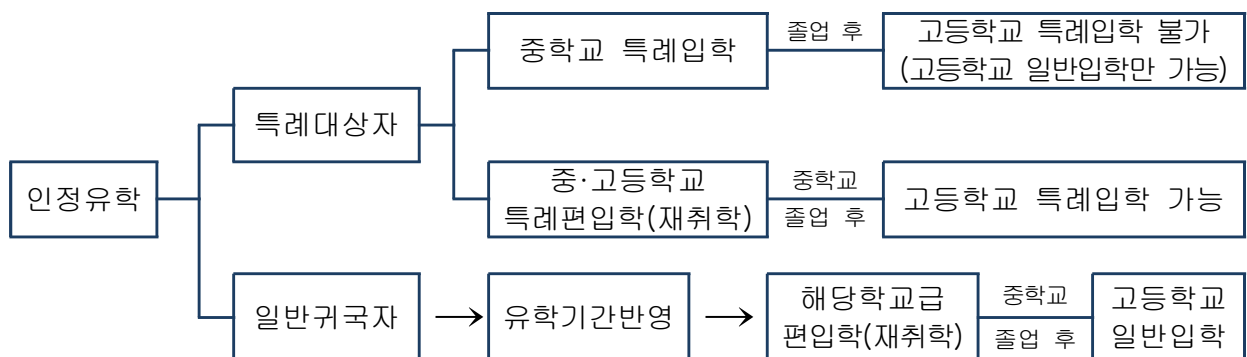 인정유학
특례대상자
중학교 특례입학
졸업 후
고등학교 특례입학 불가
(고등학교 일반입학만 가능)
중·고등학교
특례편입학(재취학)
중학교
졸업 후
고등학교 특례입학 가능
일반귀국자
유학기간반영
해당학교급
편입학(재취학)
중학교
졸업 후
고등학교
일반입학